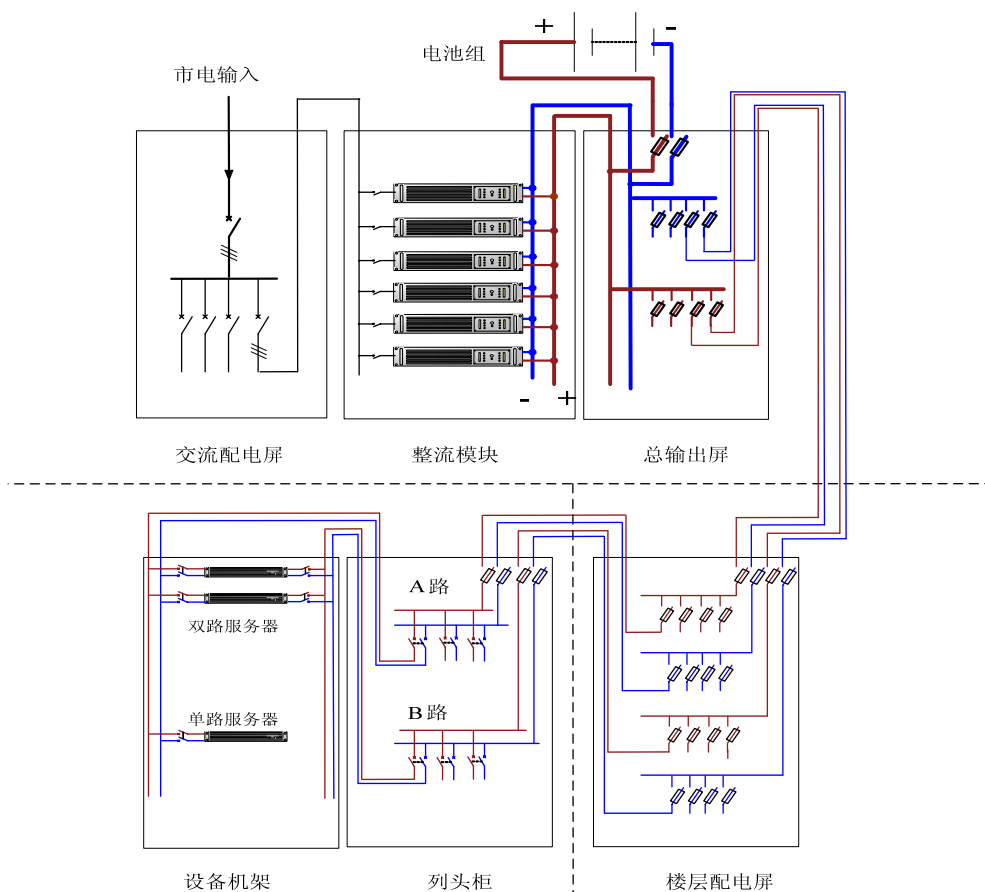 +
-
电池组
市电输入
-
+
交流配电屏
整流模块
总输出屏
A路
双路服务器
B路
单路服务器
设备机架
列头柜
楼层配电屏